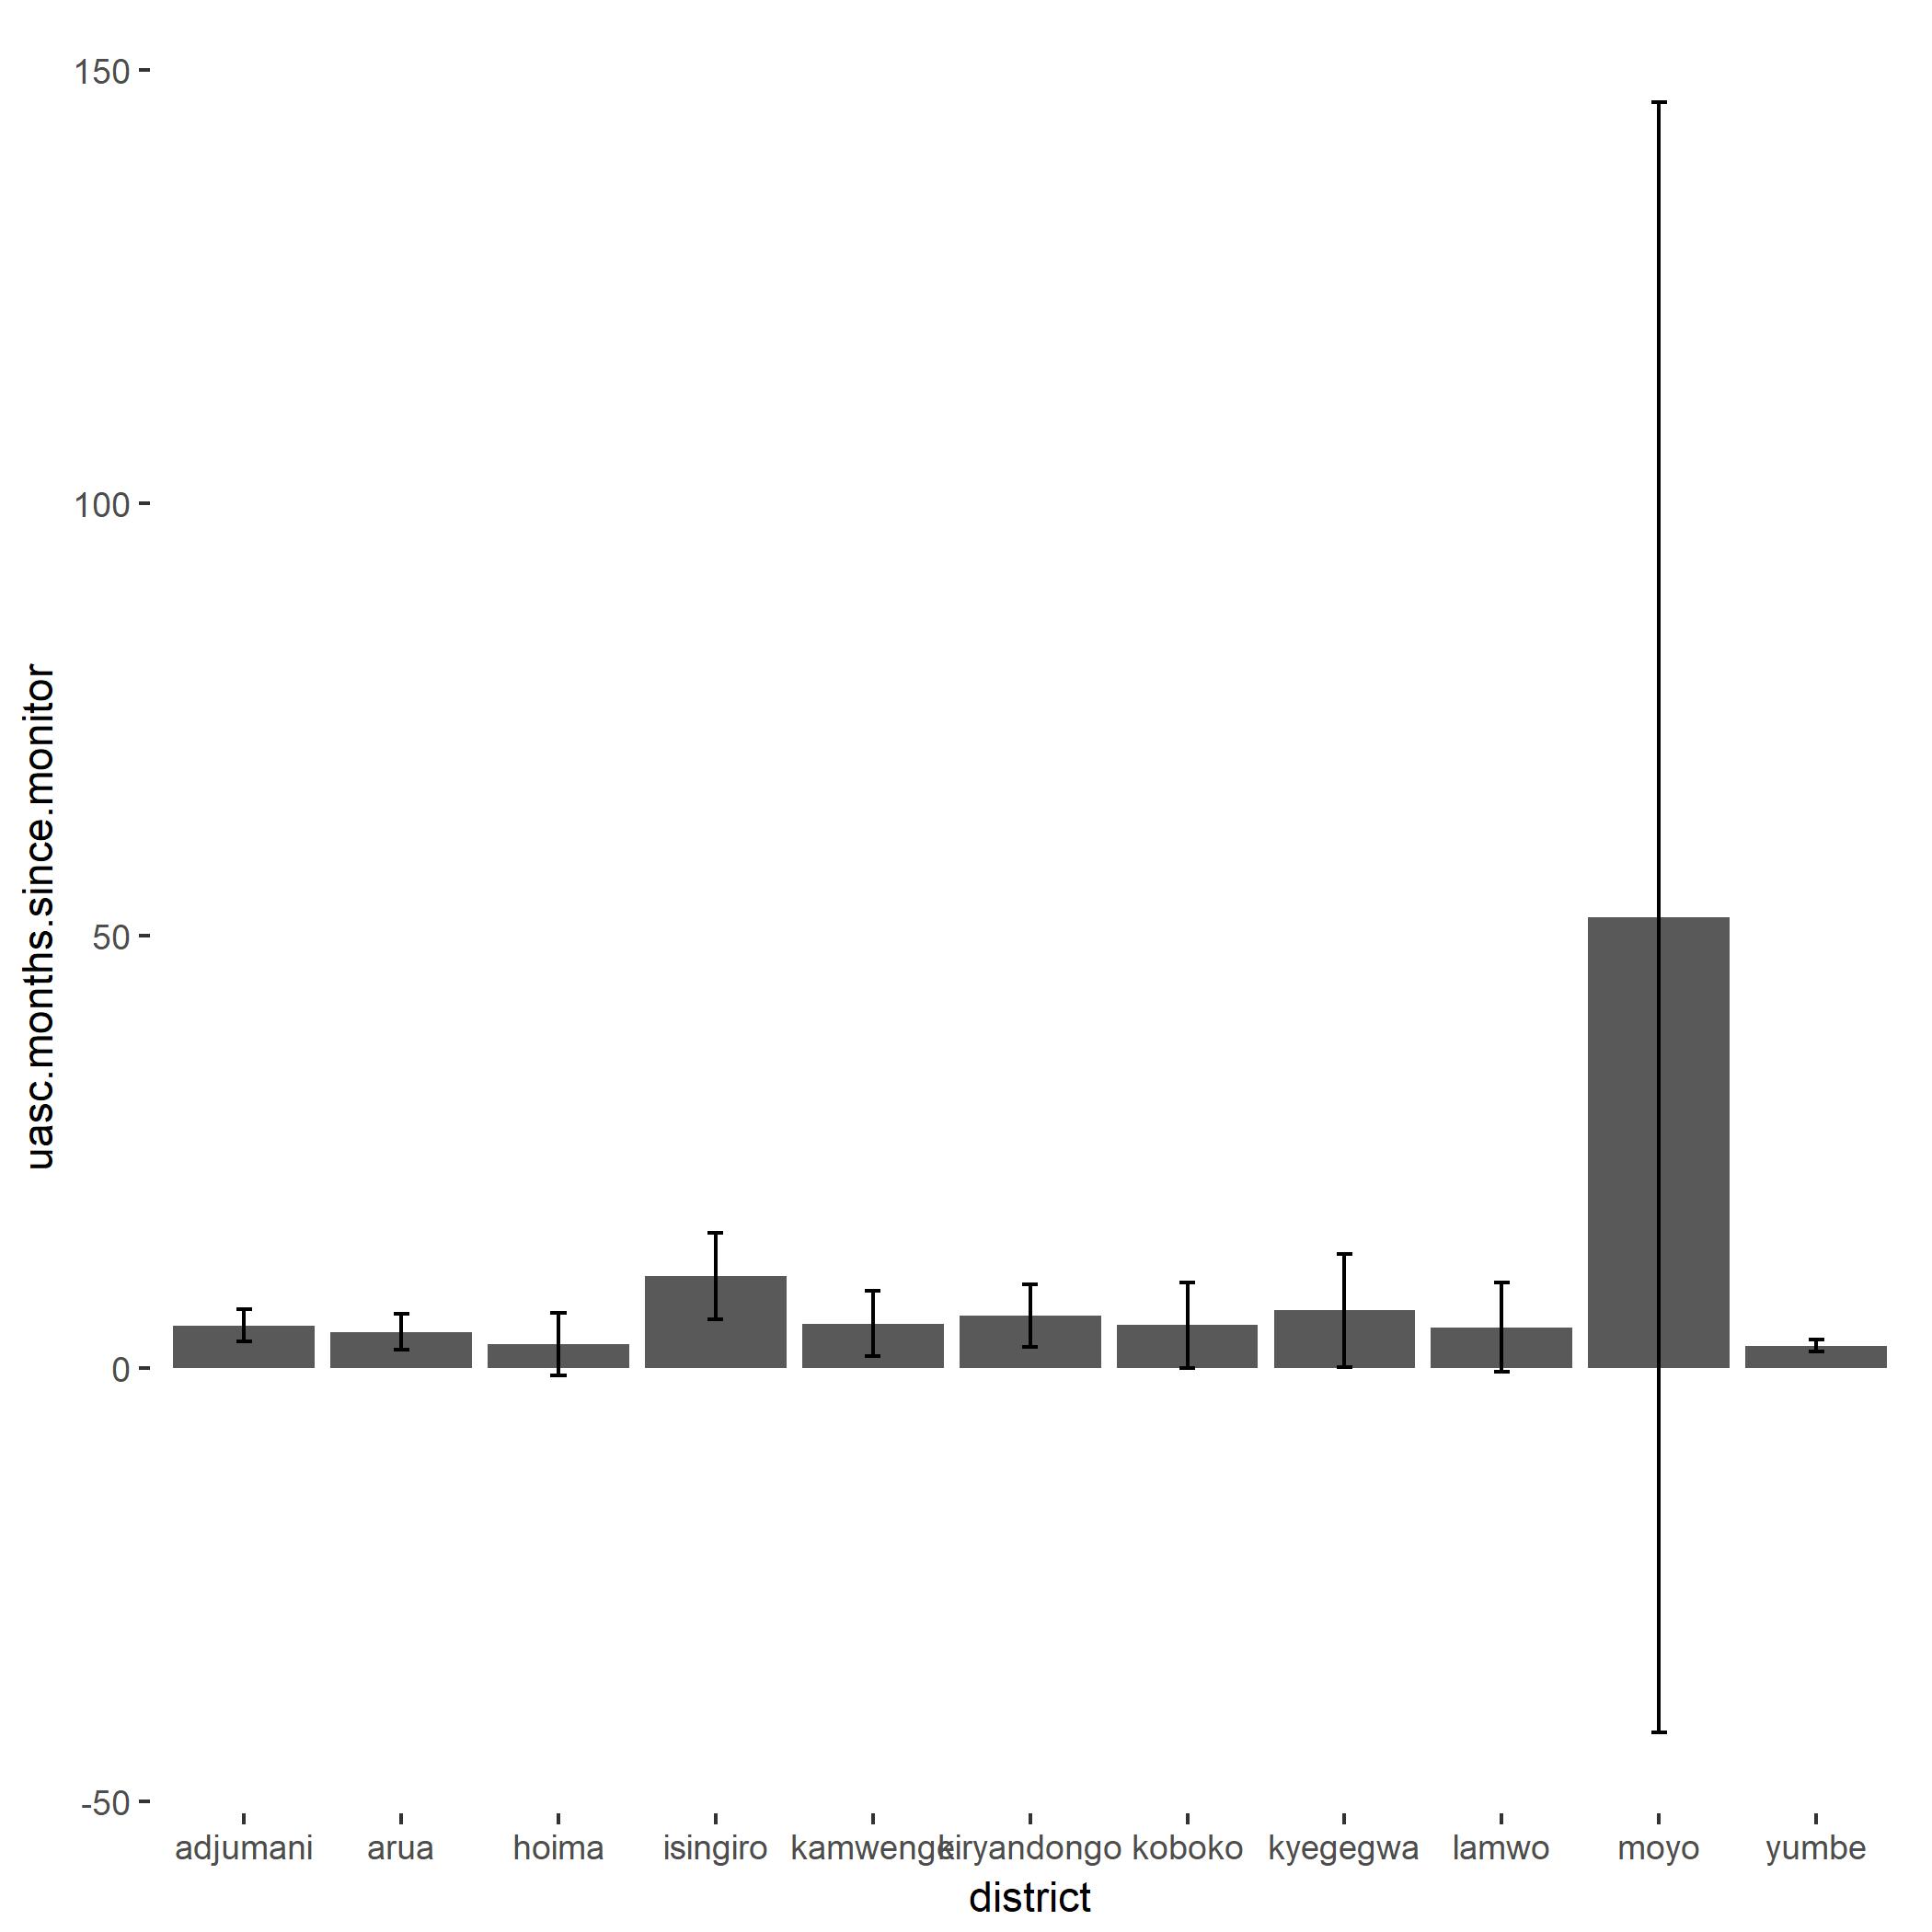 uasc.months.since.monitor
150
100
50
0
-50
adjumani arua hoima isingiro kamwenge kiryandongo koboko kyegegwa lamwo moyo yumbe
district